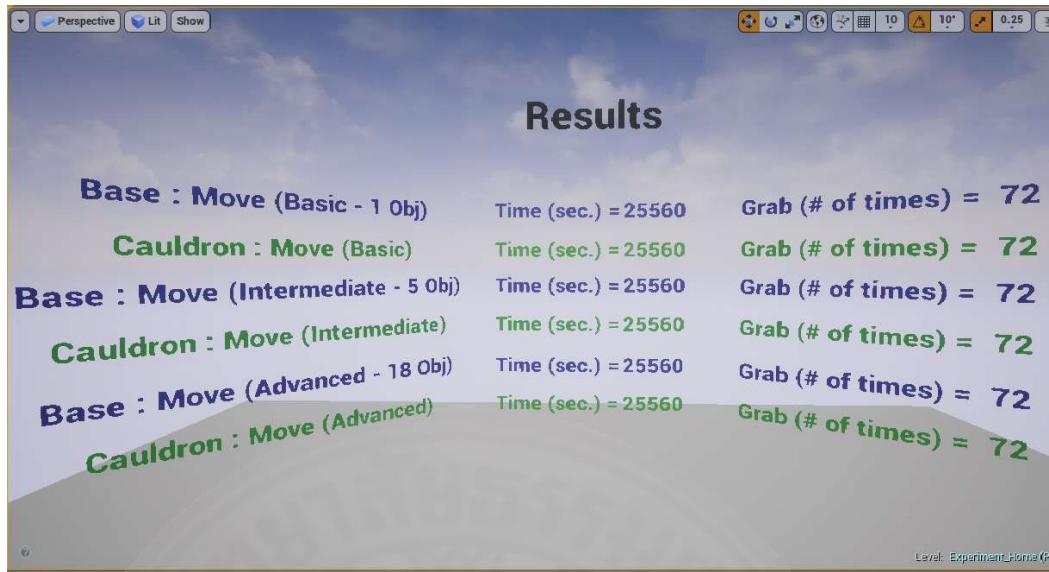 Perspective Lit Show 10 10° 0.25
Results
Base : Move (Basic - 1 Obj) Time (sec.) = 25560 Grab (# of times) = 72
Cauldron : Move (Basic) Time (sec.) = 25560 Grab (# of times) = 72
Base : Move (Intermediate - 5 Obj) Time (sec.) = 25560 Grab (# of times) = 72
Cauldron : Move (Intermediate) Time (sec.) = 25560 Grab (# of times) = 72
Base : Move (Advanced - 18 Obj) Time (sec.) = 25560 Grab (# of times) = 72
Cauldron : Move (Advanced) Time (sec.) = 25560 Grab (# of times) = 72
Level: Experiment_Home